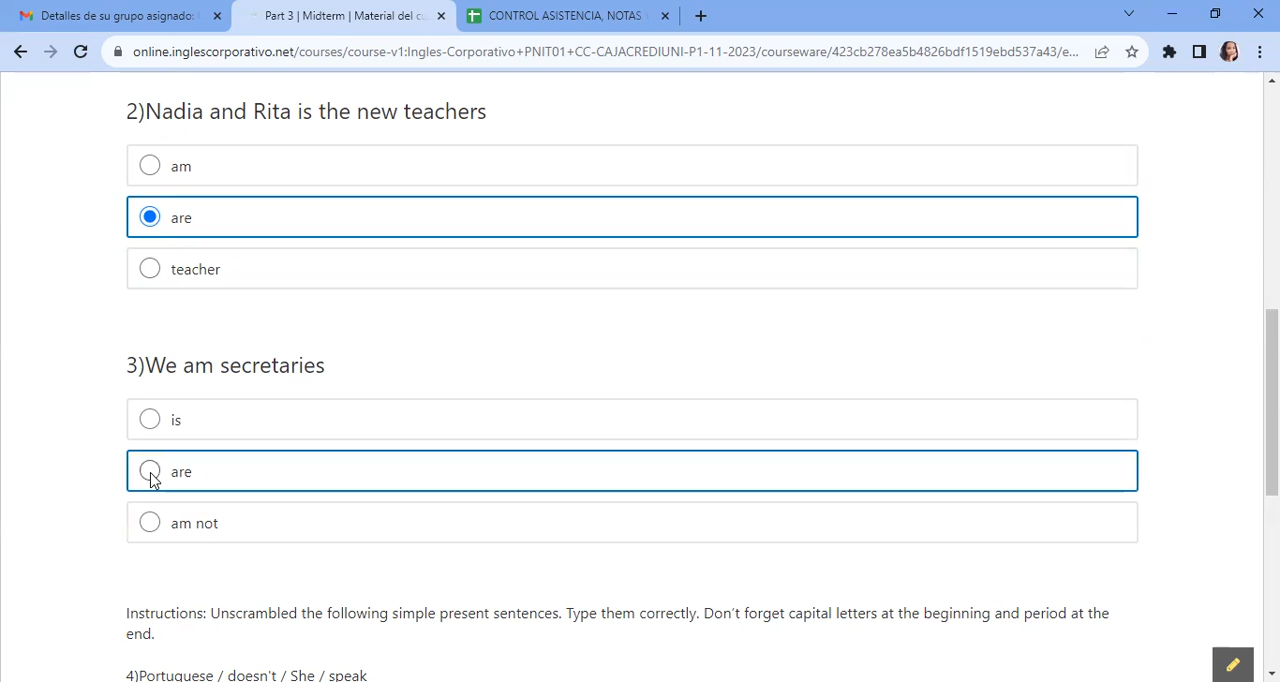 Detalles de su grupo asignado:
Part 3 | Midterm | Material del cu
CONTROL ASISTENCIA, NOTAS
online.inglescorporativo.net/courses/course-v1:Ingles-Corporativo+PNIT01+CC-CAJACREDIUNI-P1-11-2023/courseware/423cb278ea5b4826bdf1519ebd537a43/e...
2)Nadia and Rita is the new teachers
am
are
teacher
3)We am secretaries
is
are
am not
Instructions: Unscrambled the following simple present sentences. Type them correctly. Don't forget capital letters at the beginning and period at the
end.
4)Portuguese / doesn't / She / speak